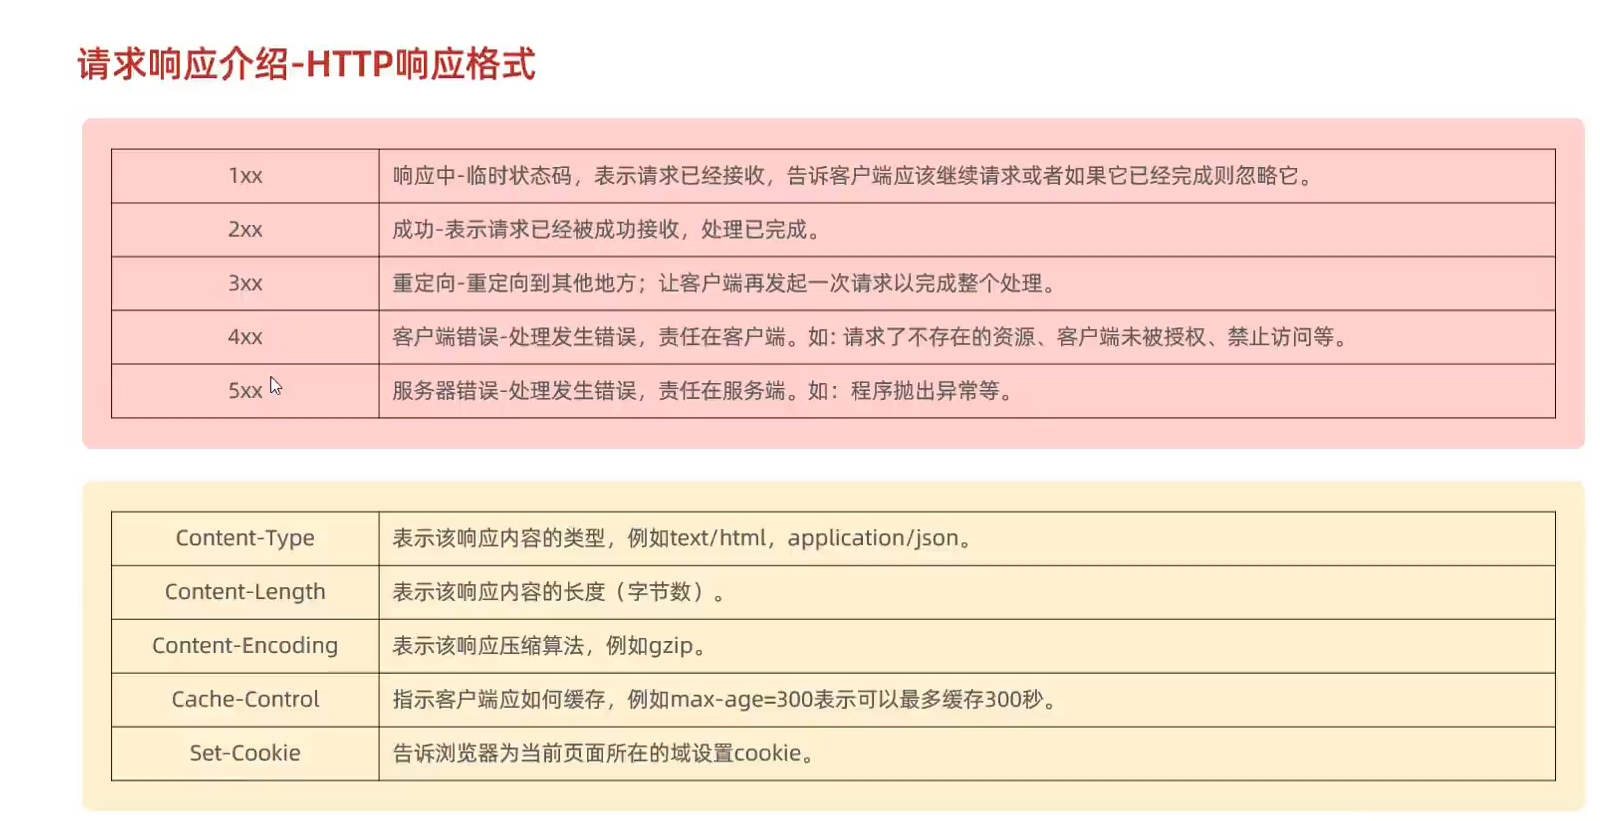 请求响应介绍-HTTP响应格式
1xx 响应中-临时状态码，表示请求已经接收，告诉客户端应该继续请求或者如果它已经完成则忽略它。
2xx 成功-表示请求已经被成功接收，处理已完成。
3xx 重定向-重定向到其他地方；让客户端再发起一次请求以完成整个处理。
4xx 客户端错误-处理发生错误，责任在客户端。如：请求了不存在的资源、客户端未被授权、禁止访问等。
5xx 服务器错误-处理发生错误，责任在服务端。如：程序抛出异常等。
Content-Type 表示该响应内容的类型，例如text/html，application/json。
Content-Length 表示该响应内容的长度（字节数）。
Content-Encoding 表示该响应压缩算法，例如gzip。
Cache-Control 指示客户端应如何缓存，例如max-age=300表示可以最多缓存300秒。
Set-Cookie 告诉浏览器为当前页面所在的域设置cookie。